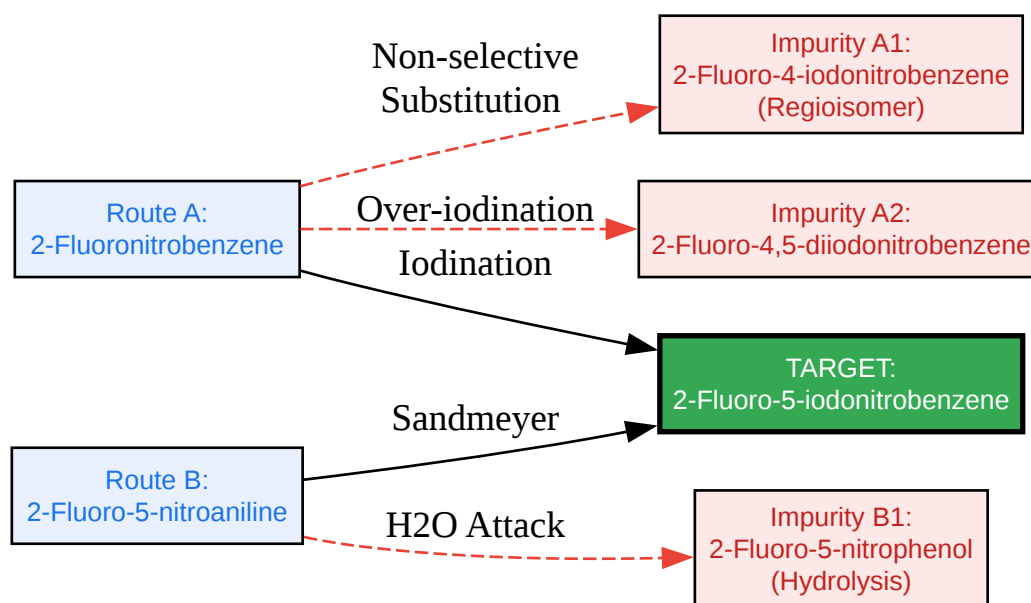 Non-selective
Substitution
Impurity A1:
2-Fluoro-4-iodonitrobenzene
(Regioisomer)
Route A:
2-Fluoronitrobenzene
Over-iodination
Impurity A2:
2-Fluoro-4,5-diiodonitrobenzene
Iodination
TARGET:
2-Fluoro-5-iodonitrobenzene
Sandmeyer
Route B:
2-Fluoro-5-nitroaniline
H2O Attack
Impurity B1:
2-Fluoro-5-nitrophenol
(Hydrolysis)